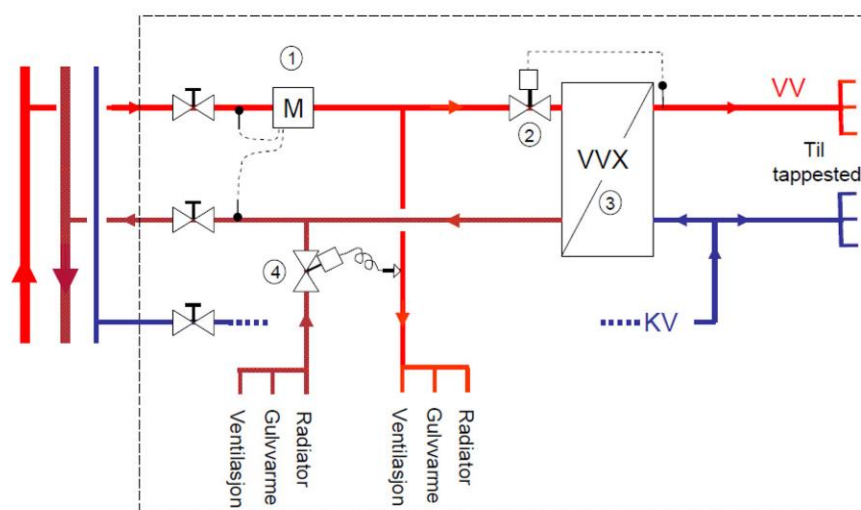 1
M
2
VVX
3
VV
Til
tappested
4
KV
Ventilasjon
Gulvvarme
Radiator
Ventilasjon
Gulvvarme
Radiator